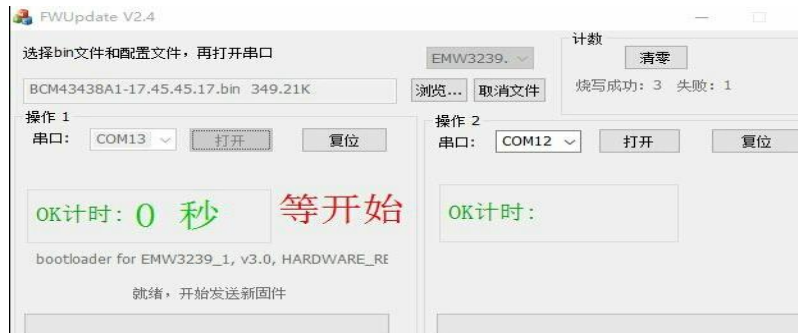 FWUpdate V2.4
选择bin文件和配置文件，再打开串口
EMW3239.
计数
清零
BCM43438A1-17.45.45.17.bin 349.21K
浏览...
取消文件
烧写成功: 3 失败: 1
操作 1
串口:
COM13
打开
复位
操作 2
串口:
COM12
打开
复位
OK计时: 0 秒
等开始
OK计时:
bootloader for EMW3239_1, v3.0, HARDWARE_RE
就绪，开始发送新固件